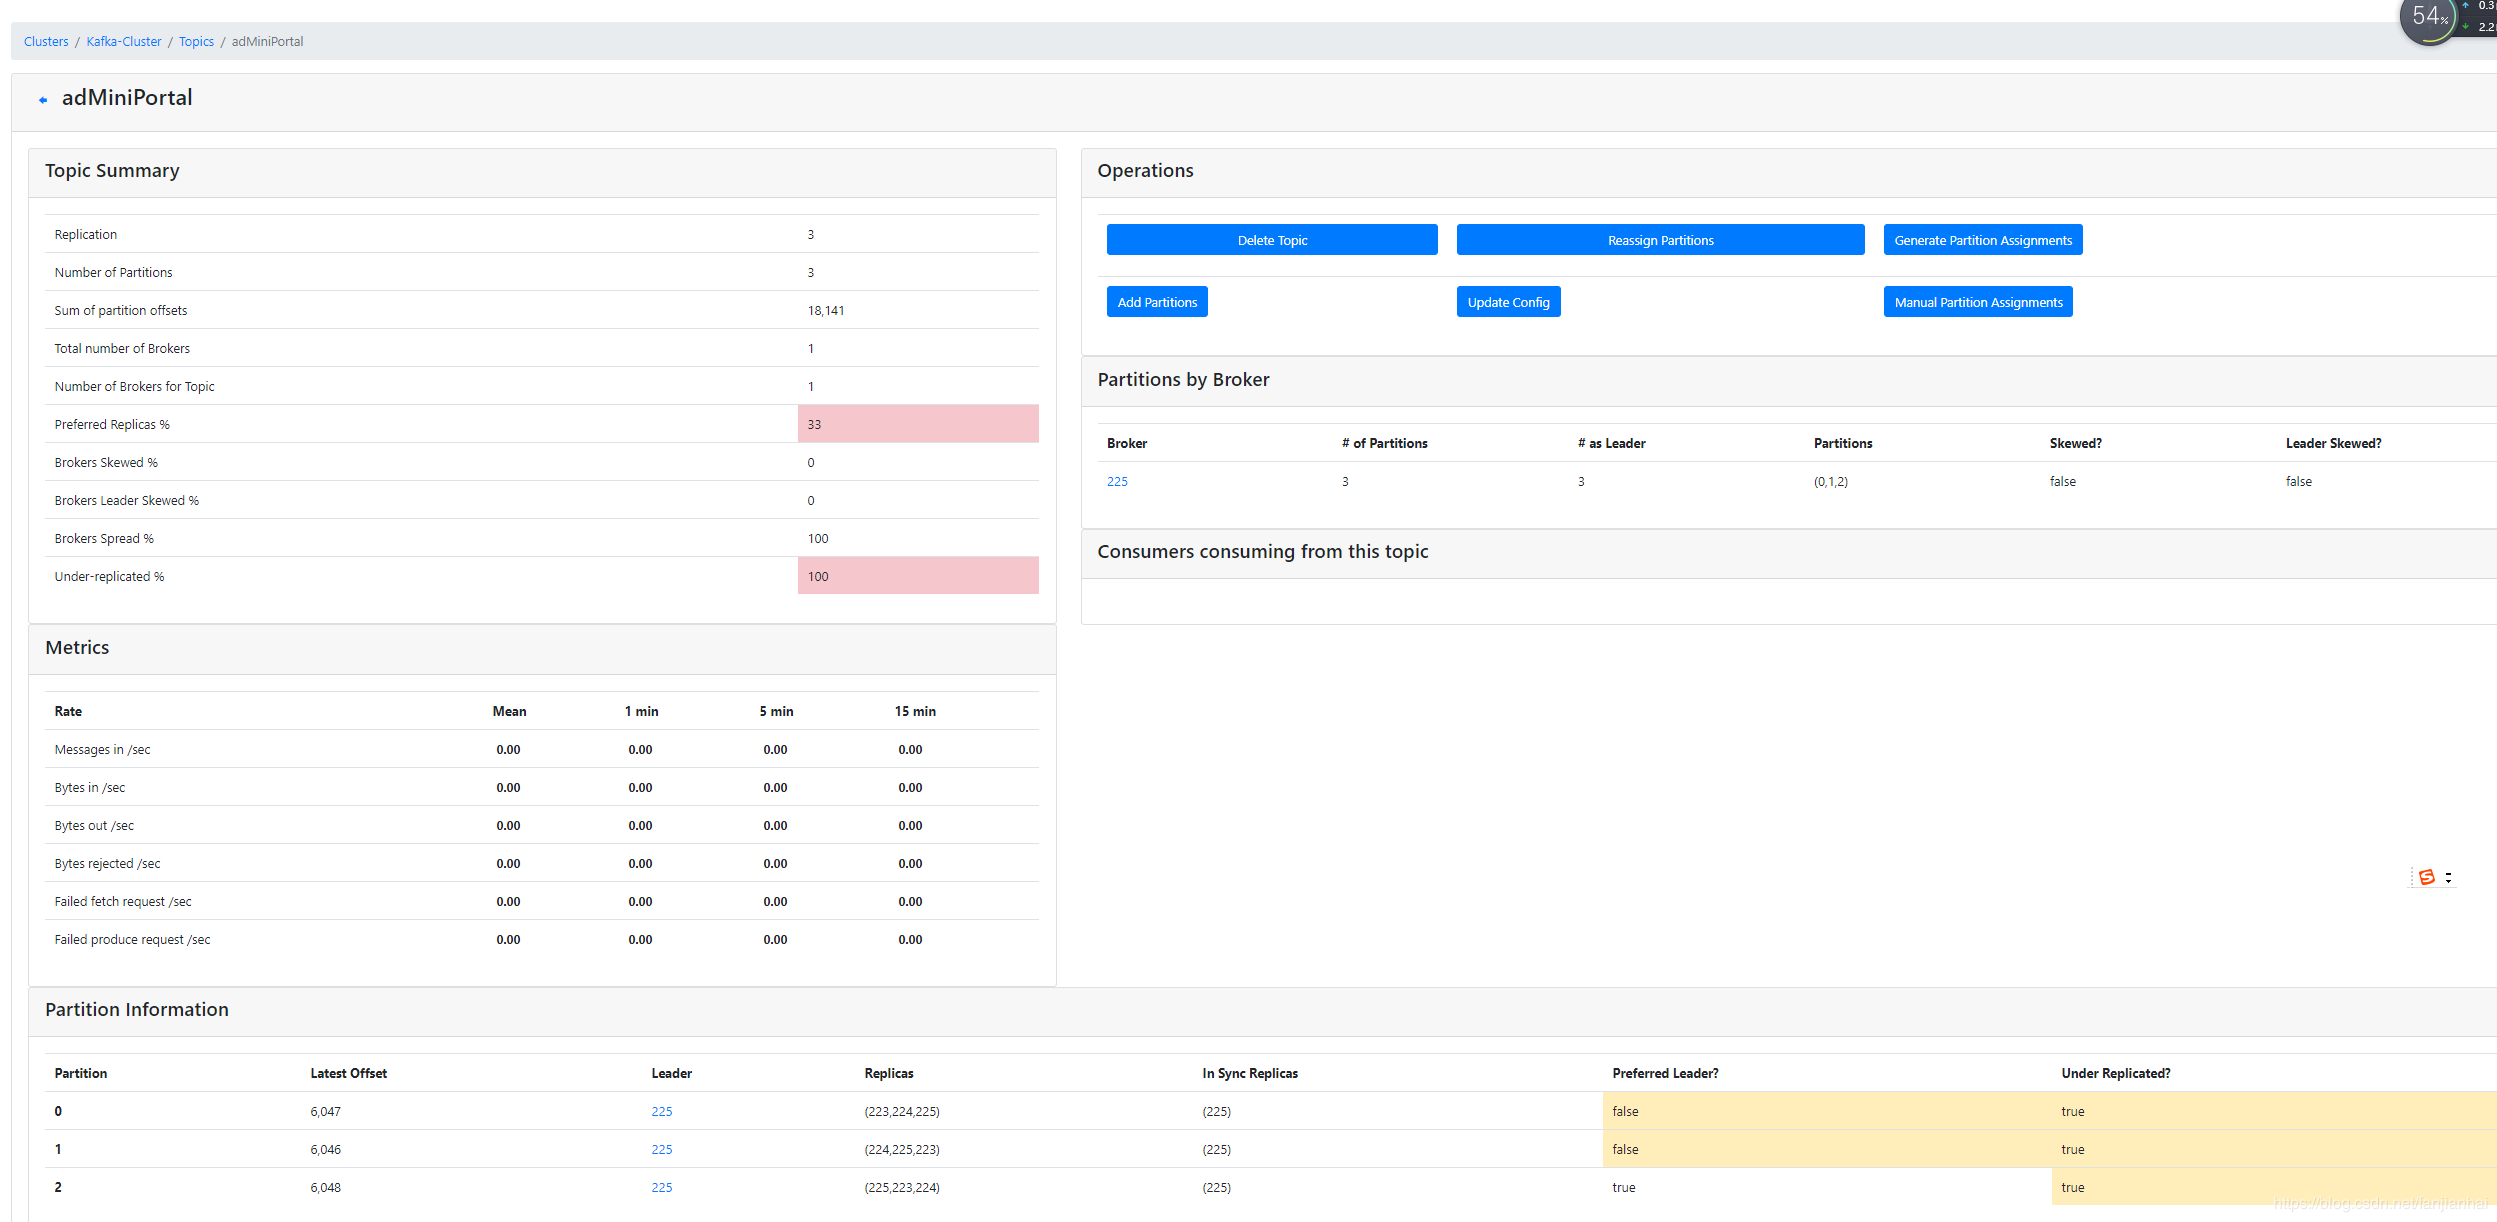 54%
0.3
2.2
Clusters / Kafka-Cluster / Topics / adMiniPortal
adMiniPortal
Topic Summary
Replication 3
Number of Partitions 3
Sum of partition offsets 18,141
Total number of Brokers 1
Number of Brokers for Topic 1
Preferred Replicas % 33
Brokers Skewed % 0
Brokers Leader Skewed % 0
Brokers Spread % 100
Under-replicated % 100
Operations
Delete Topic Reassign Partitions Generate Partition Assignments
Add Partitions Update Config Manual Partition Assignments
Partitions by Broker
Broker # of Partitions # as Leader Partitions Skewed? Leader Skewed?
225 3 3 (0,1,2) false false
Consumers consuming from this topic
Metrics
Rate Mean 1 min 5 min 15 min
Messages in /sec 0.00 0.00 0.00 0.00
Bytes in /sec 0.00 0.00 0.00 0.00
Bytes out /sec 0.00 0.00 0.00 0.00
Bytes rejected /sec 0.00 0.00 0.00 0.00
Failed fetch request /sec 0.00 0.00 0.00 0.00
Failed produce request /sec 0.00 0.00 0.00 0.00
Partition Information
Partition Latest Offset Leader Replicas In Sync Replicas Preferred Leader? Under Replicated?
0 6,047 225 (223,224,225) (225) false true
1 6,046 225 (224,225,223) (225) false true
2 6,048 225 (225,223,224) (225) true true
https://blog.csdn.net/fanjianhai